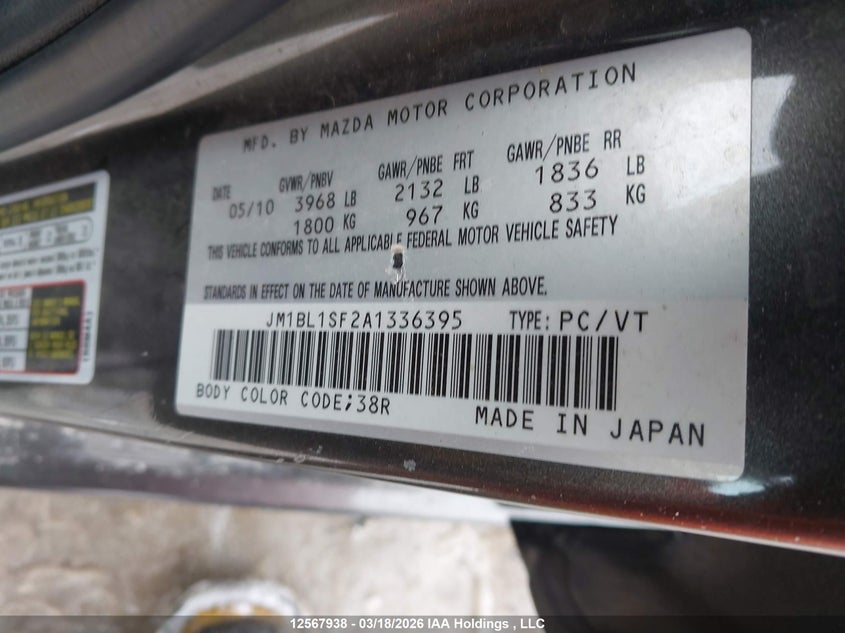 MFD. BY MAZDA MOTOR CORPORATION
DATE GVWR/PNBV GAWR/PNBE FRT GAWR/PNBE RR
05/10 3968 LB 2132 LB 1836 LB
1800 KG 967 KG 833 KG
THIS VEHICLE CONFORMS TO ALL APPLICABLE FEDERAL MOTOR VEHICLE SAFETY
STANDARDS IN EFFECT ON THE DATE OF MANUFACTURE SHOWN ABOVE.
JM1BL1SF2A1336395 TYPE: PC/VT
BODY COLOR CODE;38R
MADE IN JAPAN
12567938 - 03/18/2026 IAA Holdings , LLC